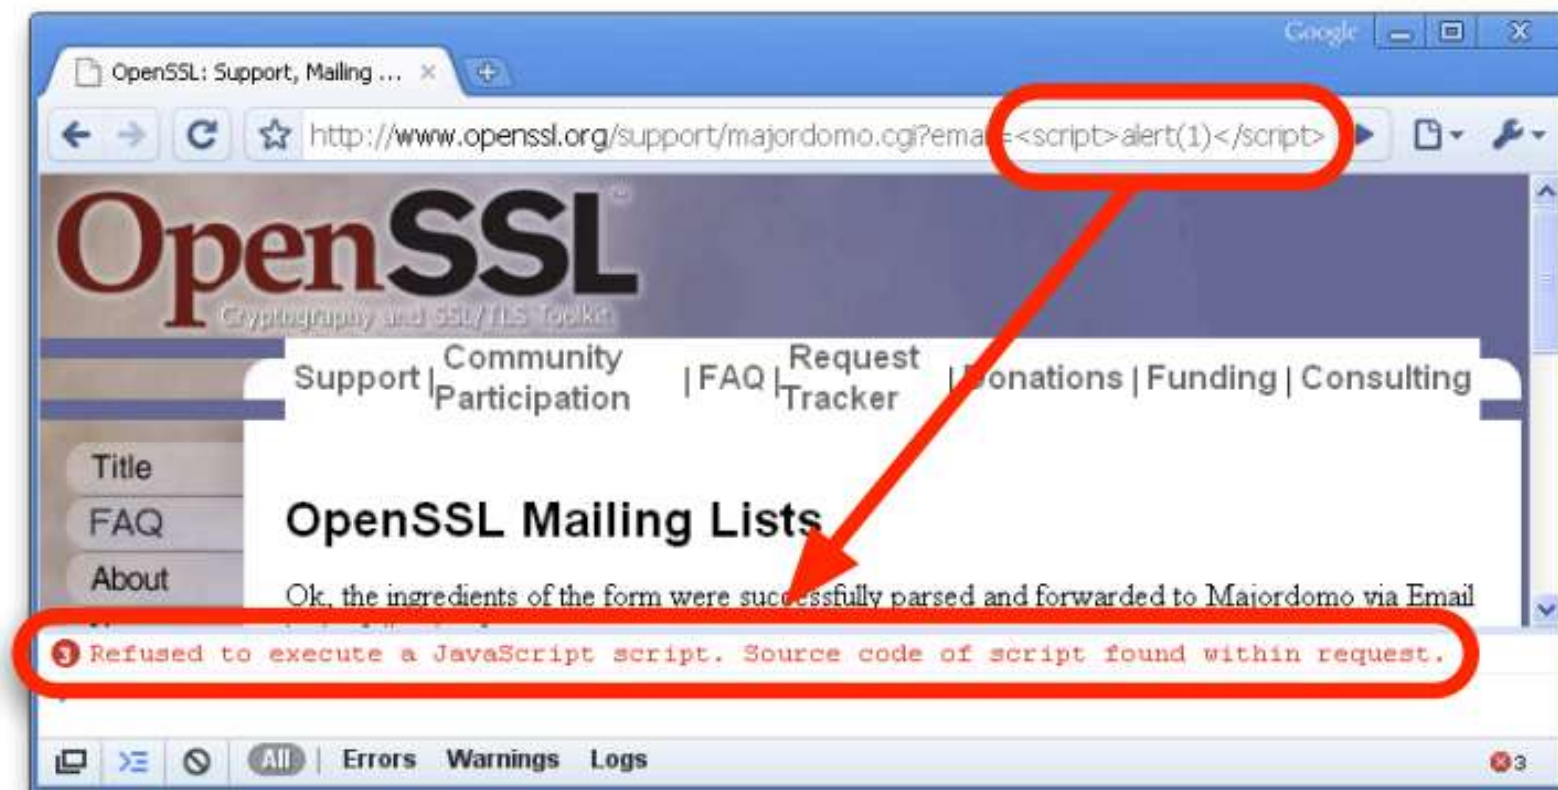 Google
OpenSSL: Support, Mailing ...
http://www.openssl.org/support/majordomo.cgi?email=<script>alert(1)</script>
OpenSSL™
Cryptography and SSL/TLS Toolkit
Support | Community Participation | FAQ | Request Tracker | Donations | Funding | Consulting
Title
FAQ
About
OpenSSL Mailing Lists
Ok, the ingredients of the form were successfully parsed and forwarded to Majordomo via Email
3 Refused to execute a JavaScript script. Source code of script found within request.
All | Errors Warnings Logs
3